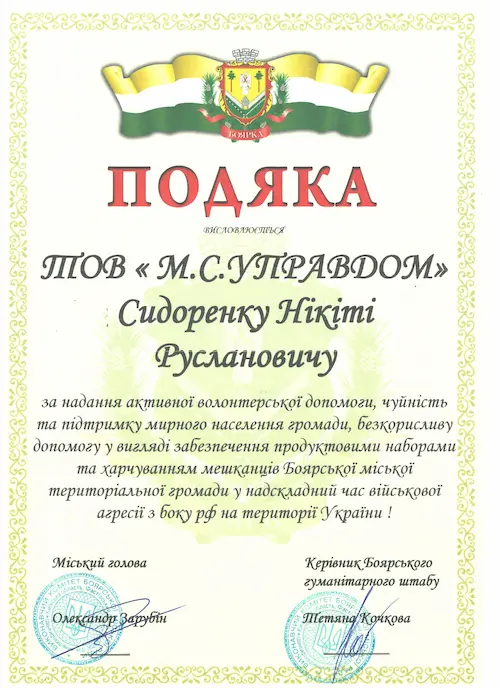 БОЯРКА
ПОДЯКА
ВИСЛОВЛЮЄТЬСЯ
ТОВ « М.С.УПРАВДОМ»
Сидоренку Нікіті
Руслановичу
за надання активної волонтерської допомоги, чуйність
та підтримку мирного населення громади, безкорисливу
допомогу у вигляді забезпечення продуктовими наборами
та харчуванням мешканців Боярської міської
територіальної громади у надскладний час військової
агресії з боку рф на території України !
Міський голова
Олександр Зарубін
Керівник Боярського
гуманітарного штабу
Тетяна Кочкова